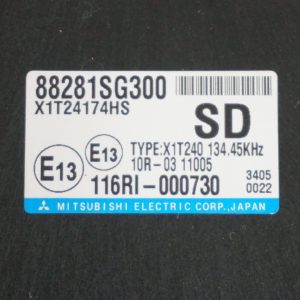 88281SG300
X1T24174HS
SD
E13
E13
TYPE:X1T240 134.45KHz
10R-03 11005
116RI-000730
3405
0022
MITSUBISHI ELECTRIC CORP.,JAPAN